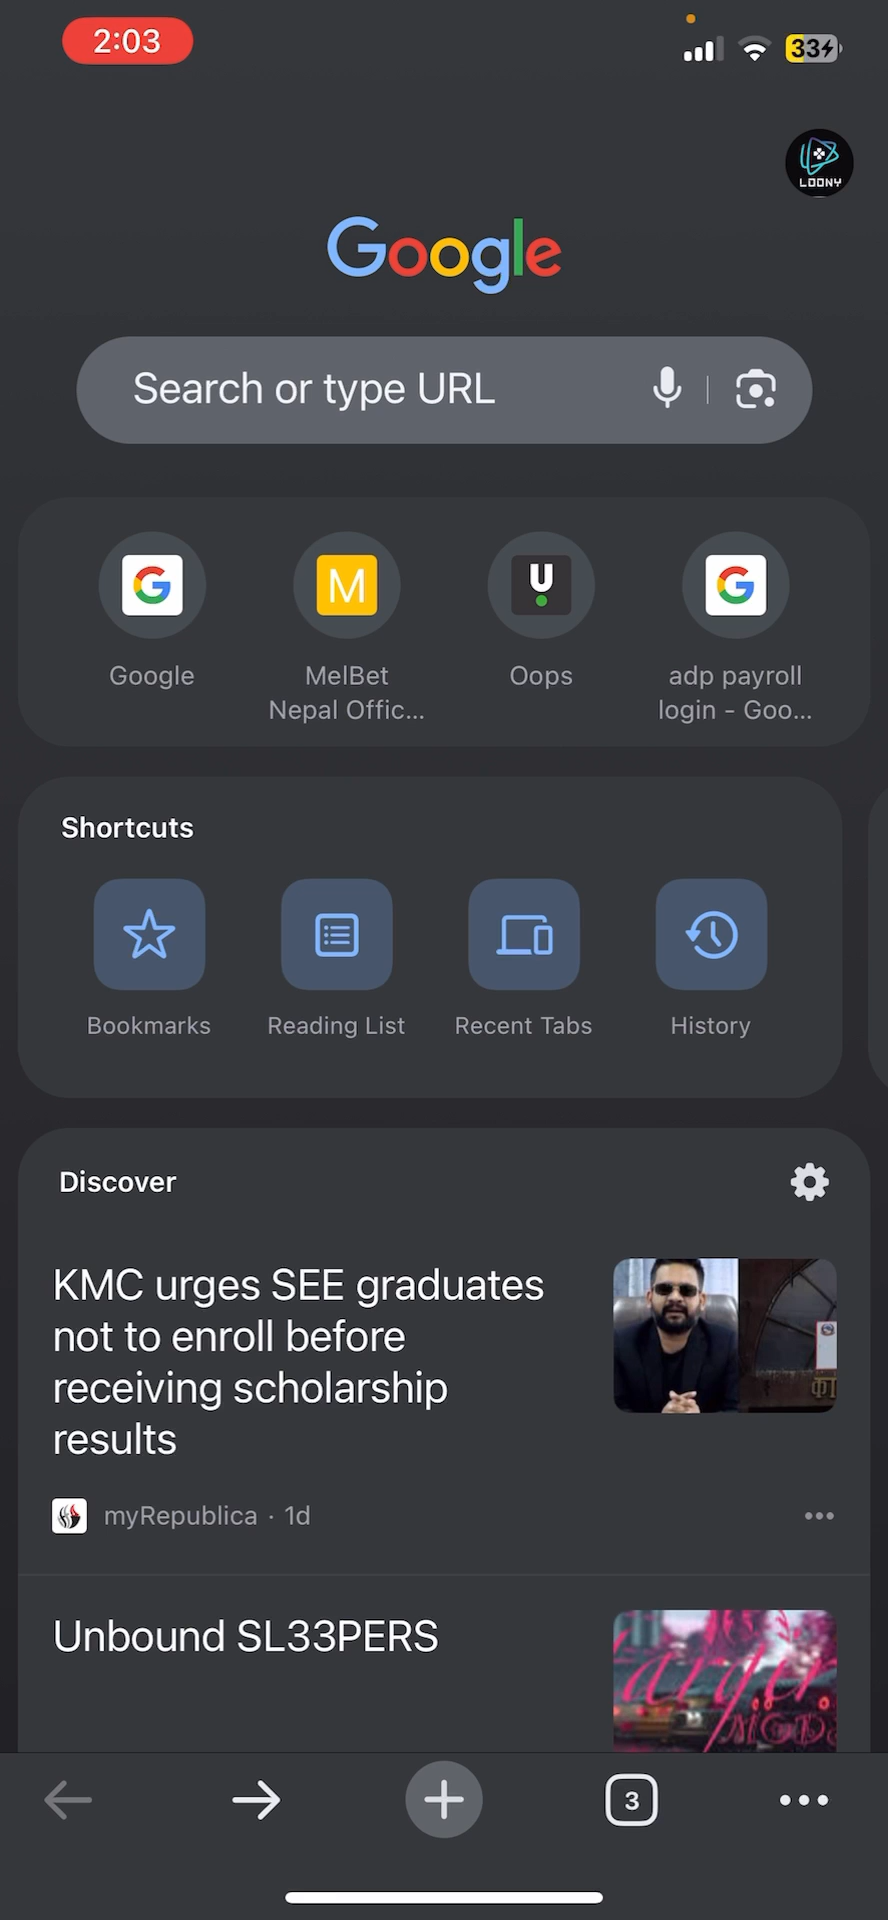 2:03
33
LOONY
Google
Search or type URL
Google
MelBet
Nepal Offic...
Oops
adp payroll
login - Goo...
Shortcuts
Bookmarks
Reading List
Recent Tabs
History
Discover
KMC urges SEE graduates
not to enroll before
receiving scholarship
results
myRepublica · 1d
Unbound SL33PERS
3